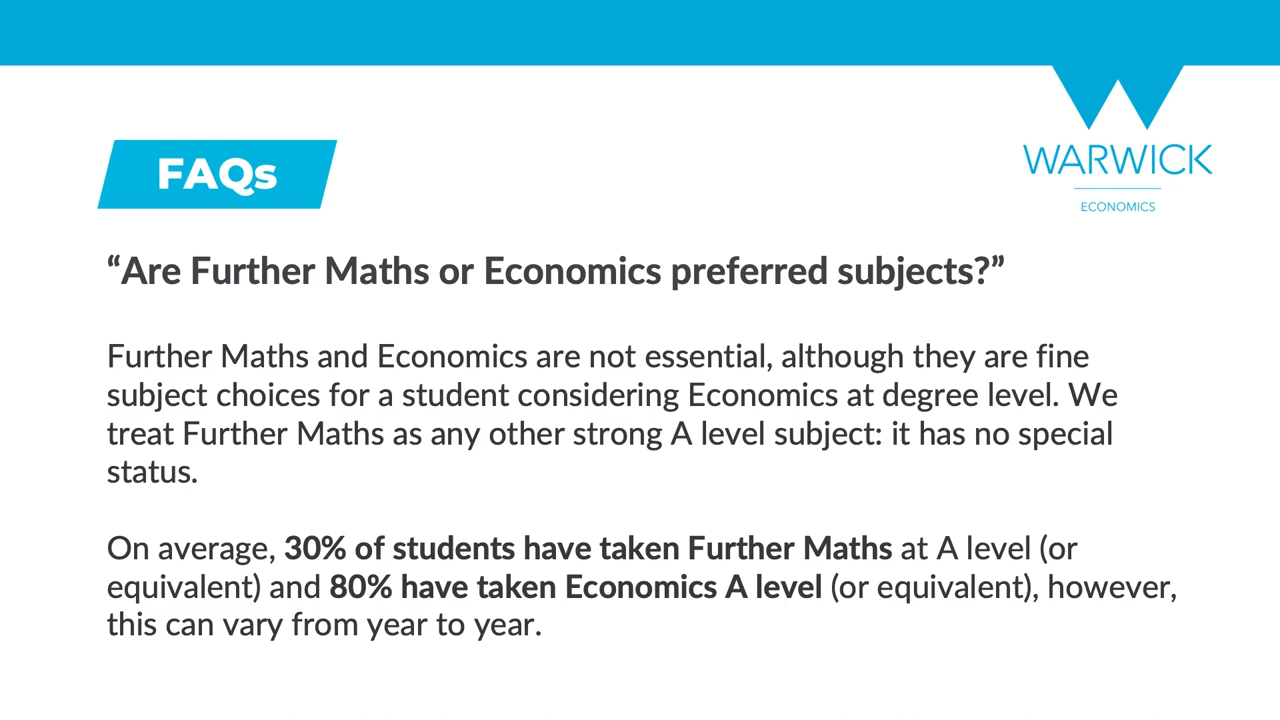 WARWICK
ECONOMICS
FAQs
“Are Further Maths or Economics preferred subjects?”
Further Maths and Economics are not essential, although they are fine
subject choices for a student considering Economics at degree level. We
treat Further Maths as any other strong A level subject: it has no special
status.
On average, 30% of students have taken Further Maths at A level (or
equivalent) and 80% have taken Economics A level (or equivalent), however,
this can vary from year to year.